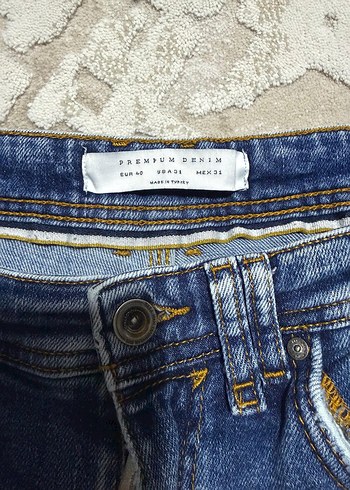 PREMIUM DENIM
EUR 40 USA 31 MEX 31
MADE IN TURKEY